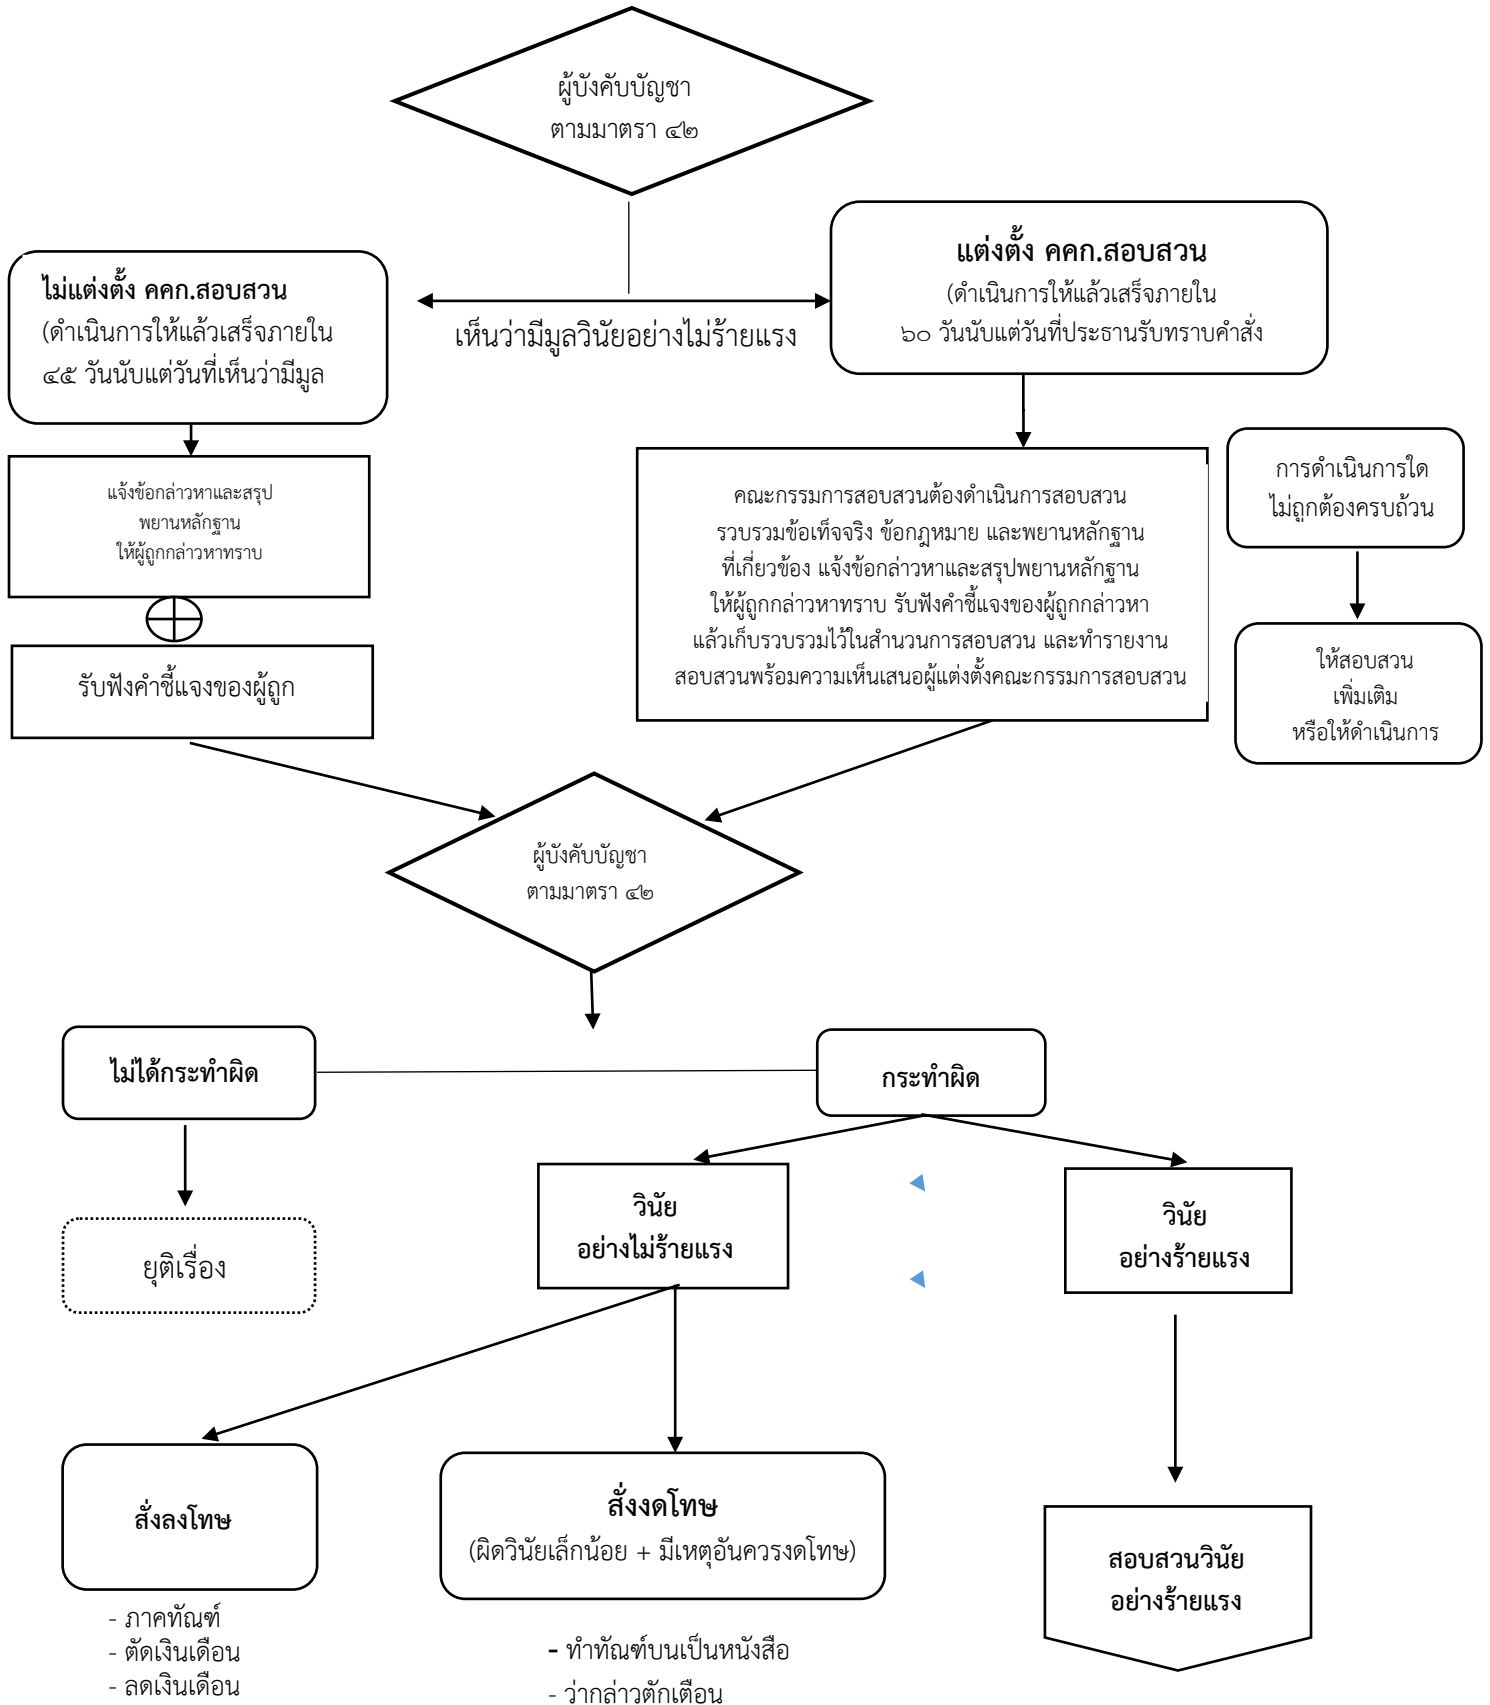 ผู้บังคับบัญชา
ตามมาตรา ๔๒
แต่งตั้ง คคก.สอบสวน
(ดำเนินการให้แล้วเสร็จภายใน
๖๐ วันนับแต่วันที่ประธานรับทราบคำสั่ง
ไม่แต่งตั้ง คคก.สอบสวน
(ดำเนินการให้แล้วเสร็จภายใน
๔๕ วันนับแต่วันที่เห็นว่ามีมูล
เห็นว่ามีมูลวินัยอย่างไม่ร้ายแรง
แจ้งข้อกล่าวหาและสรุป
พยานหลักฐาน
ให้ผู้ถูกกล่าวหาทราบ
คณะกรรมการสอบสวนต้องดำเนินการสอบสวน
รวบรวมข้อเท็จจริง ข้อกฎหมาย และพยานหลักฐาน
ที่เกี่ยวข้อง แจ้งข้อกล่าวหาและสรุปพยานหลักฐาน
ให้ผู้ถูกกล่าวหาทราบ รับฟังคำชี้แจงของผู้ถูกกล่าวหา
แล้วเก็บรวบรวมไว้ในสำนวนการสอบสวน และทำรายงาน
สอบสวนพร้อมความเห็นเสนอผู้แต่งตั้งคณะกรรมการสอบสวน
การดำเนินการใด
ไม่ถูกต้องครบถ้วน
ให้สอบสวน
เพิ่มเติม
หรือให้ดำเนินการ
รับฟังคำชี้แจงของผู้ถูก
ผู้บังคับบัญชา
ตามมาตรา ๔๒
ไม่ได้กระทำผิด
กระทำผิด
ยุติเรื่อง
วินัย
อย่างไม่ร้ายแรง
วินัย
อย่างร้ายแรง
สั่งลงโทษ
สั่งงดโทษ
(ผิดวินัยเล็กน้อย + มีเหตุอันควรงดโทษ)
สอบสวนวินัย
อย่างร้ายแรง
- ภาคทัณฑ์
- ตัดเงินเดือน
- ลดเงินเดือน
- ทำทัณฑ์บนเป็นหนังสือ
- ว่ากล่าวตักเตือน